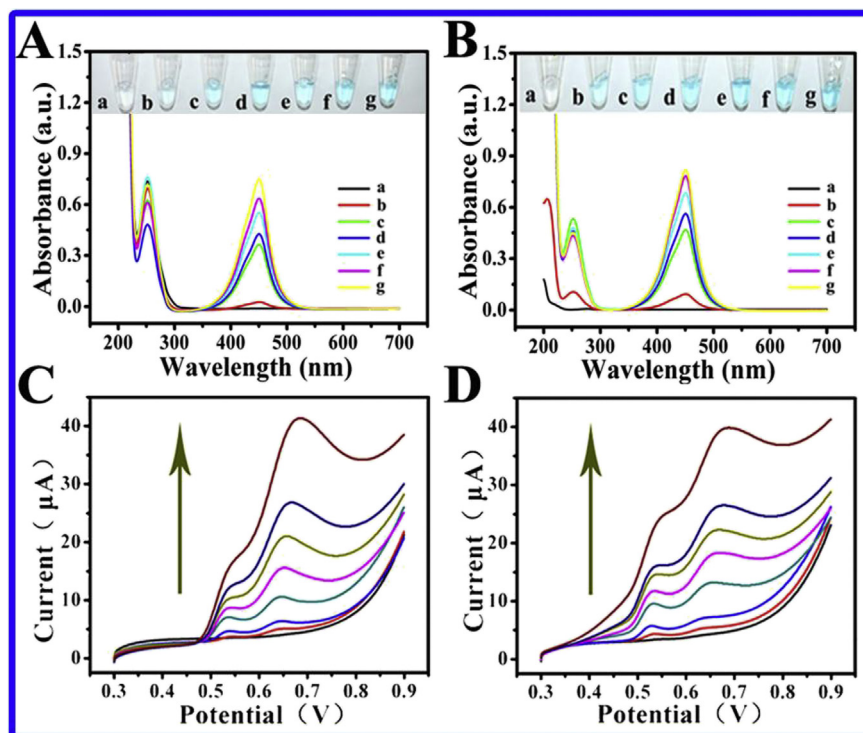 A
B
1.5
1.2
0.9
0.6
0.3
0.0
Absorbance (a.u.)
a b c d e f g
a
b
c
d
e
f
g
200 300 400 500 600 700
Wavelength (nm)
1.5
1.2
0.9
0.6
0.3
0.0
Absorbance (a.u.)
a b c d e f g
a
b
c
d
e
f
g
200 300 400 500 600 700
Wavelength (nm)
C
D
40
30
20
10
0
Current ( μA )
0.3 0.4 0.5 0.6 0.7 0.8 0.9
Potential (V)
40
30
20
10
0
Current ( μA )
0.3 0.4 0.5 0.6 0.7 0.8 0.9
Potential (V)